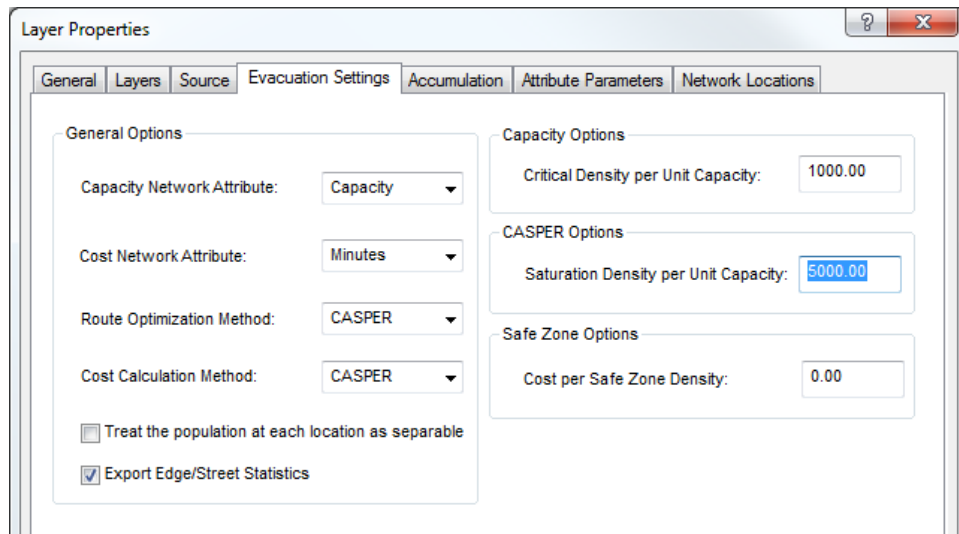 Layer Properties
?
General Layers Source Evacuation Settings Accumulation Attribute Parameters Network Locations
General Options
Capacity Network Attribute: Capacity
Cost Network Attribute: Minutes
Route Optimization Method: CASPER
Cost Calculation Method: CASPER
Treat the population at each location as separable
Export Edge/Street Statistics
Capacity Options
Critical Density per Unit Capacity: 1000.00
CASPER Options
Saturation Density per Unit Capacity: 5000.00
Safe Zone Options
Cost per Safe Zone Density: 0.00